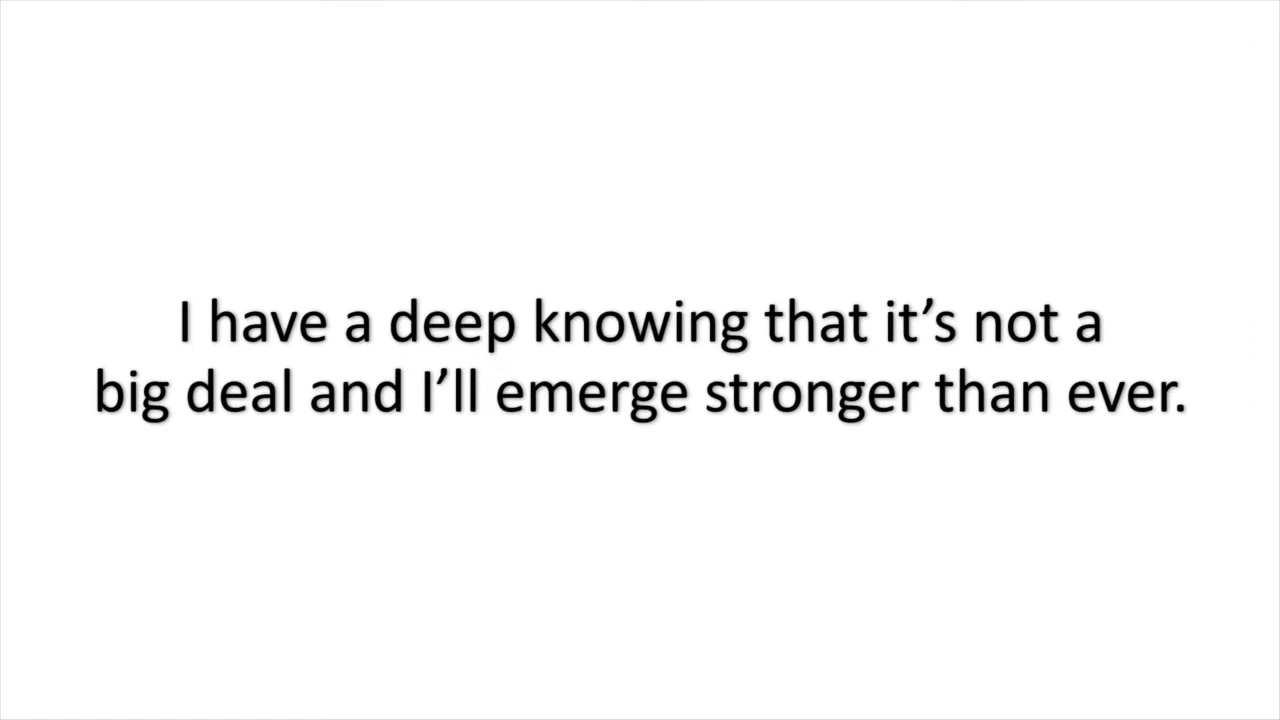 I have a deep knowing that it’s not a
big deal and I’ll emerge stronger than ever.